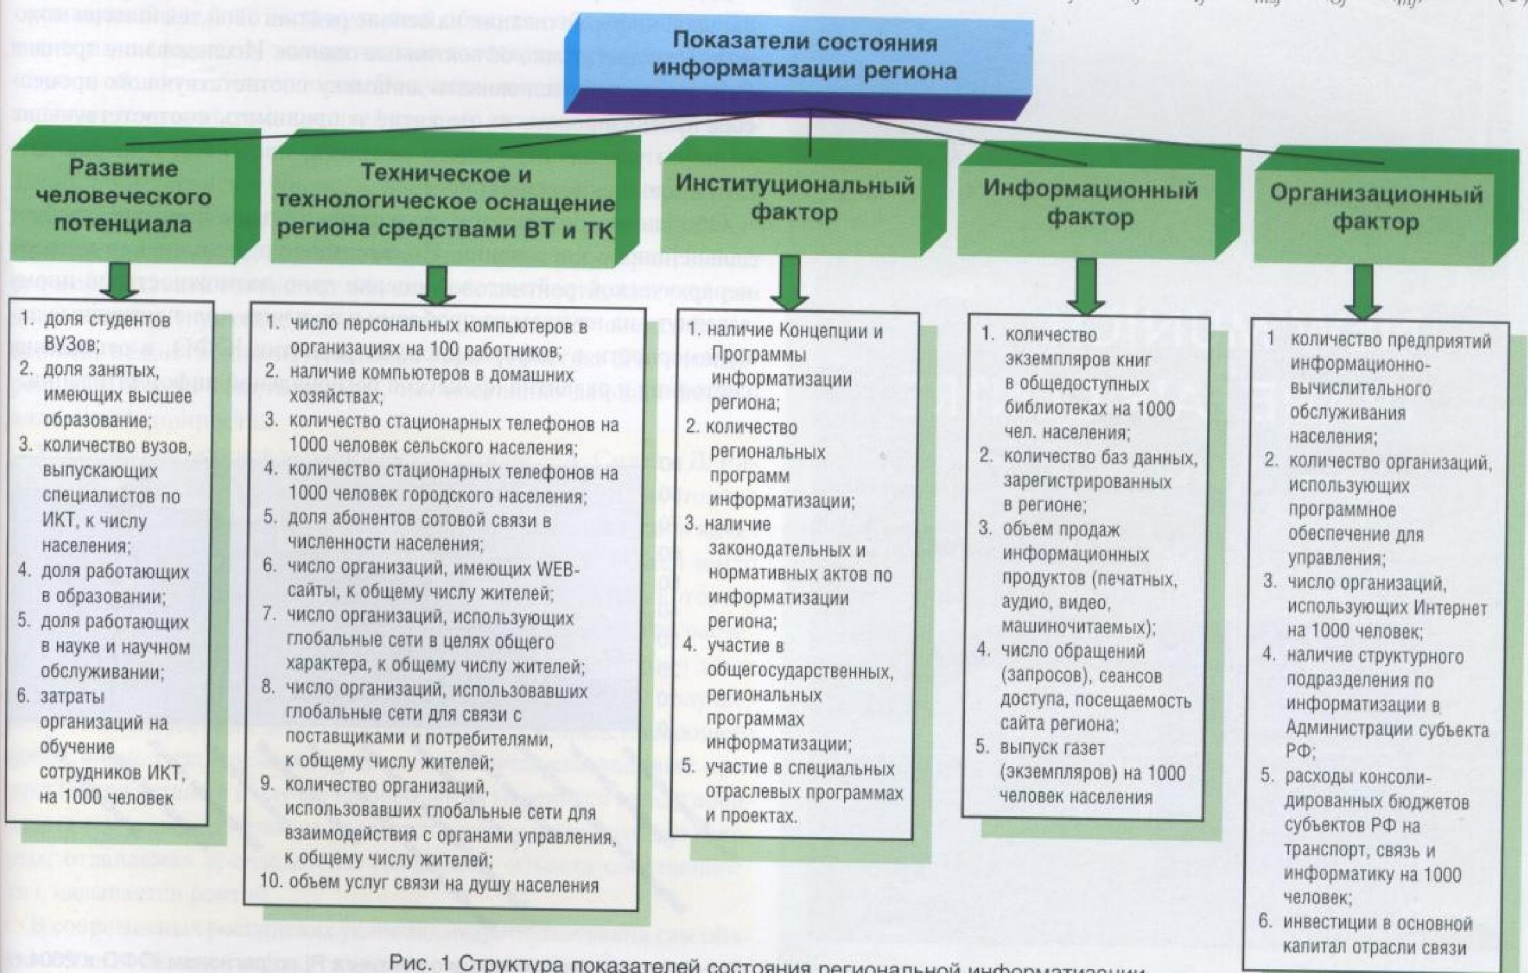 Показатели состояния
информатизации региона
Развитие
человеческого
потенциала
Техническое и
технологическое оснащение
региона средствами ВТ и ТК
Институциональный
фактор
Информационный
фактор
Организационный
фактор
1. доля студентов
ВУЗов;
2. доля занятых,
имеющих высшее
образование;
3. количество вузов,
выпускающих
специалистов по
ИКТ, к числу
населения;
4. доля работающих
в образовании;
5. доля работающих
в науке и научном
обслуживании;
6. затраты
организаций на
обучение
сотрудников ИКТ,
на 1000 человек
1. число персональных компьютеров в
организациях на 100 работников;
2. наличие компьютеров в домашних
хозяйствах;
3. количество стационарных телефонов на
1000 человек сельского населения;
4. количество стационарных телефонов на
1000 человек городского населения;
5. доля абонентов сотовой связи в
численности населения;
6. число организаций, имеющих WEB-
сайты, к общему числу жителей;
7. число организаций, использующих
глобальные сети в целях общего
характера, к общему числу жителей;
8. число организаций, использовавших
глобальные сети для связи с
поставщиками и потребителями,
к общему числу жителей;
9. количество организаций,
использовавших глобальные сети для
взаимодействия с органами управления,
к общему числу жителей;
10. объем услуг связи на душу населения
1. наличие Концепции и
Программы
информатизации
региона;
2. количество
региональных
программ
информатизации;
3. наличие
законодательных и
нормативных актов по
информатизации
региона;
4. участие в
общегосударственных,
региональных
программах
информатизации;
5. участие в специальных
отраслевых программах
и проектах.
1. количество
экземпляров книг
в общедоступных
библиотеках на 1000
чел. населения;
2. количество баз данных,
зарегистрированных
в регионе;
3. объем продаж
информационных
продуктов (печатных,
аудио, видео,
машиночитаемых);
4. число обращений
(запросов), сеансов
доступа, посещаемость
сайта региона;
5. выпуск газет
(экземпляров) на 1000
человек населения
1 количество предприятий
информационно-
вычислительного
обслуживания
населения;
2. количество организаций,
использующих
программное
обеспечение для
управления;
3. число организаций,
использующих Интернет
на 1000 человек;
4. наличие структурного
подразделения по
информатизации в
Администрации субъекта
РФ;
5. расходы консоли-
дированных бюджетов
субъектов РФ на
транспорт, связь и
информатику на 1000
человек;
6. инвестиции в основной
капитал отрасли связи
Рис. 1 Структура показателей состояния региональной информатизации